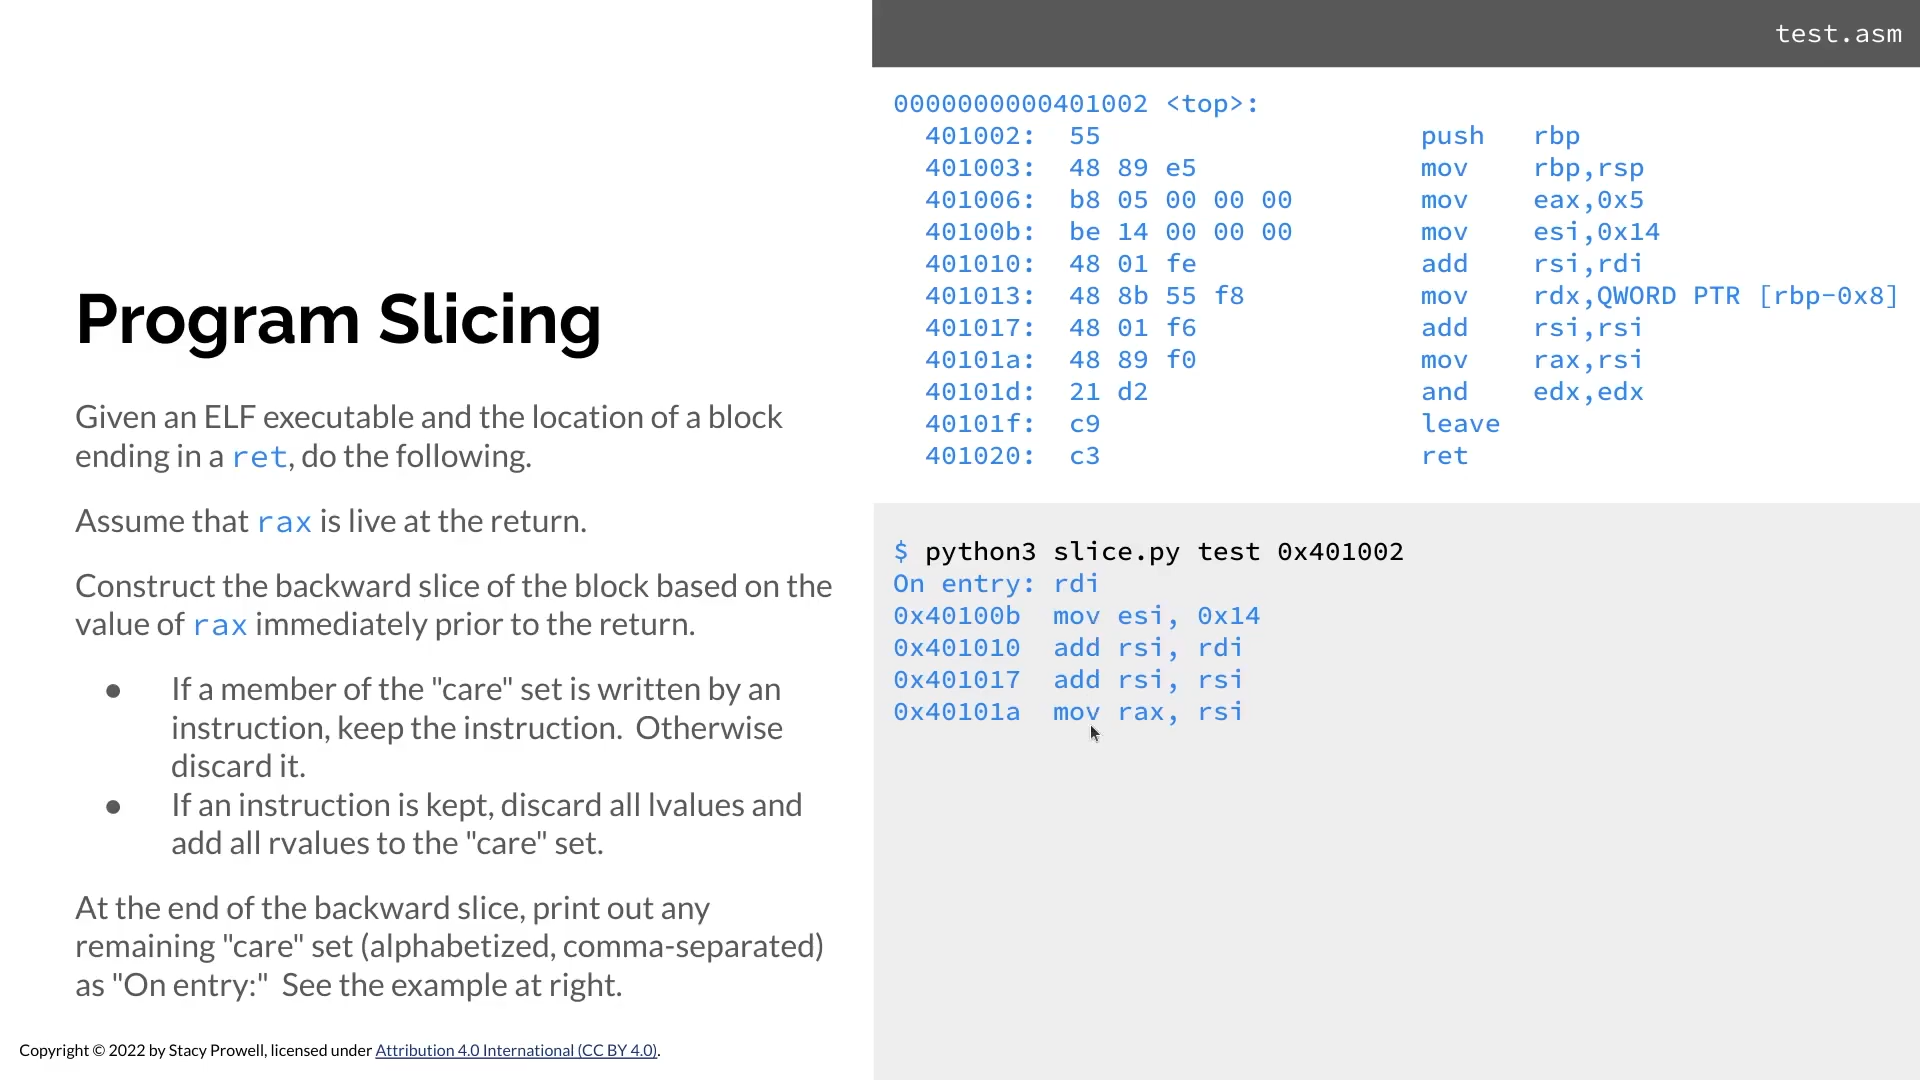 Program Slicing
Given an ELF executable and the location of a block
ending in a ret, do the following.
Assume that rax is live at the return.
Construct the backward slice of the block based on the
value of rax immediately prior to the return.
● If a member of the "care" set is written by an
instruction, keep the instruction.  Otherwise
discard it.
● If an instruction is kept, discard all lvalues and
add all rvalues to the "care" set.
At the end of the backward slice, print out any
remaining "care" set (alphabetized, comma-separated)
as "On entry:"  See the example at right.
Copyright © 2022 by Stacy Prowell, licensed under Attribution 4.0 International (CC BY 4.0).
test.asm
0000000000401002 <top>:
401002: 55 push rbp
401003: 48 89 e5 mov rbp,rsp
401006: b8 05 00 00 00 mov eax,0x5
40100b: be 14 00 00 00 mov esi,0x14
401010: 48 01 fe add rsi,rdi
401013: 48 8b 55 f8 mov rdx,QWORD PTR [rbp-0x8]
401017: 48 01 f6 add rsi,rsi
40101a: 48 89 f0 mov rax,rsi
40101d: 21 d2 and edx,edx
40101f: c9 leave
401020: c3 ret
$ python3 slice.py test 0x401002
On entry: rdi
0x40100b mov esi, 0x14
0x401010 add rsi, rdi
0x401017 add rsi, rsi
0x40101a mov rax, rsi